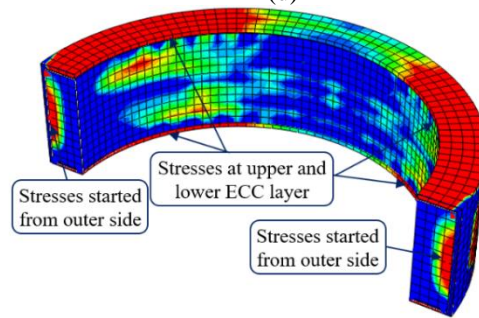 Stresses at upper and
lower ECC layer
Stresses started
from outer side
Stresses started
from outer side